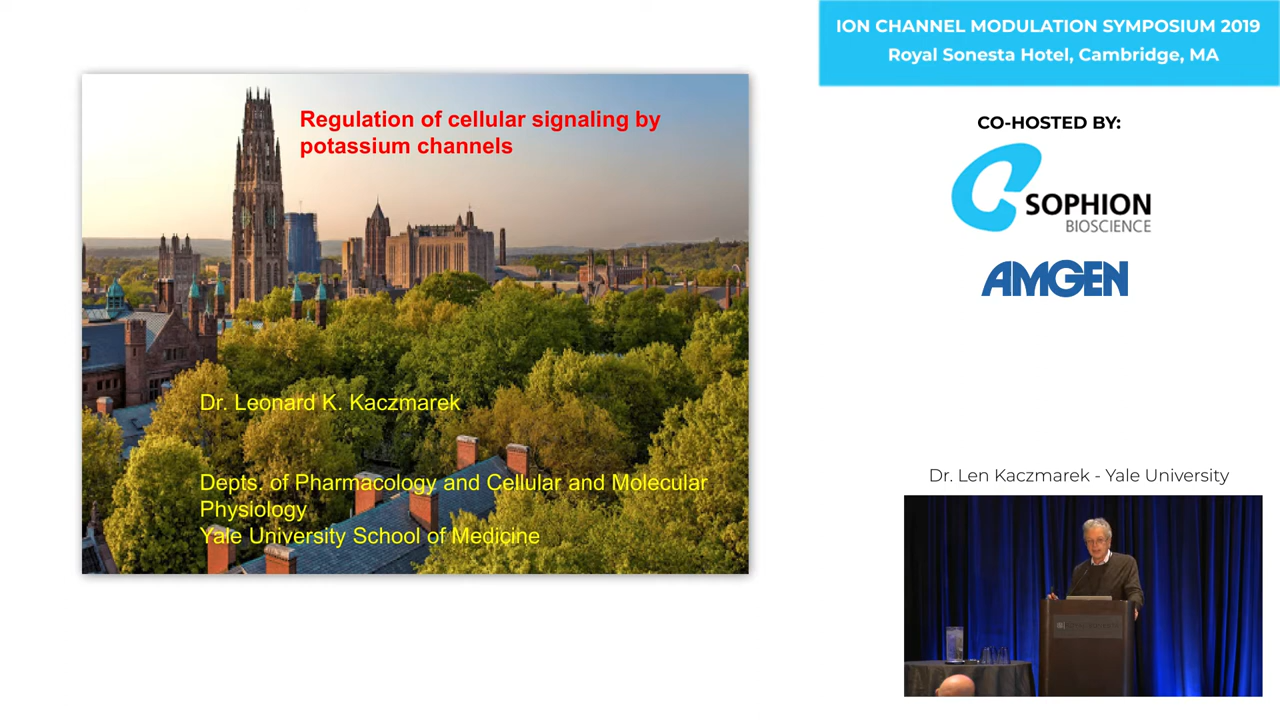 ION CHANNEL MODULATION SYMPOSIUM 2019
Royal Sonesta Hotel, Cambridge, MA
CO-HOSTED BY:
SOPHION
BIOSCIENCE
AMGEN
Regulation of cellular signaling by
potassium channels
Dr. Leonard K. Kaczmarek
Depts. of Pharmacology and Cellular and Molecular
Physiology
Yale University School of Medicine
Dr. Len Kaczmarek - Yale University